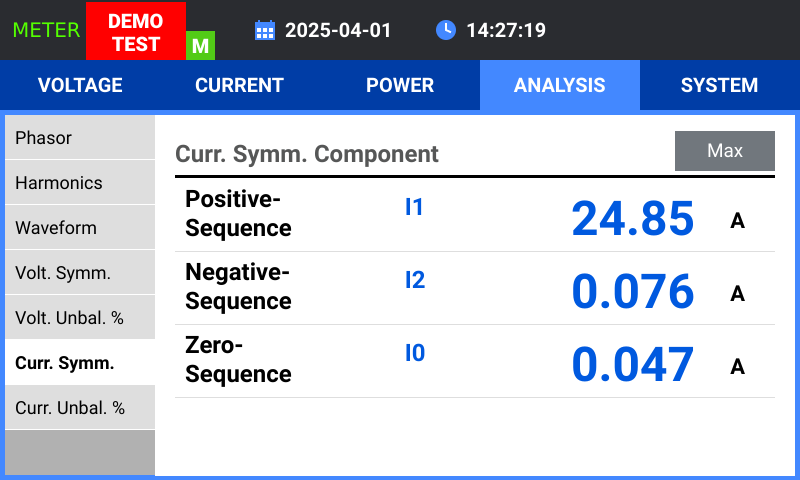 METER
DEMO
TEST
M
2025-04-01
14:27:19
VOLTAGE
CURRENT
POWER
ANALYSIS
SYSTEM
Phasor
Harmonics
Waveform
Volt. Symm.
Volt. Unbal. %
Curr. Symm.
Curr. Unbal. %
Curr. Symm. Component
Max
Positive-
Sequence
I1
24.85
A
Negative-
Sequence
I2
0.076
A
Zero-
Sequence
I0
0.047
A